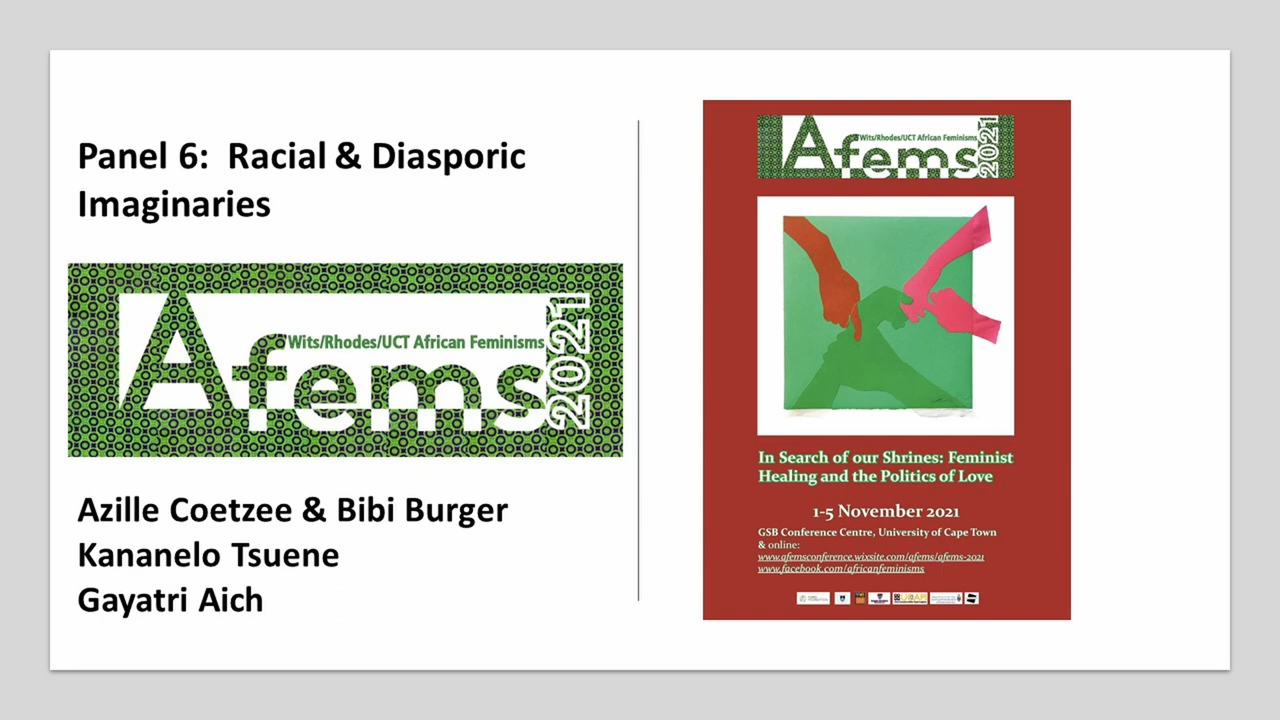 Panel 6:  Racial & Diasporic
Imaginaries
Wits/Rhodes/UCT African Feminisms
Afems
2021
Azille Coetzee & Bibi Burger
Kananelo Tsuene
Gayatri Aich
Wits/Rhodes/UCT African Feminisms
Afems
2021
In Search of our Shrines: Feminist
Healing and the Politics of Love
1-5 November 2021
GSB Conference Centre, University of Cape Town
& online:
www.afemsconference.wixsite.com/afems/afems-2021
www.facebook.com/africanfeminisms